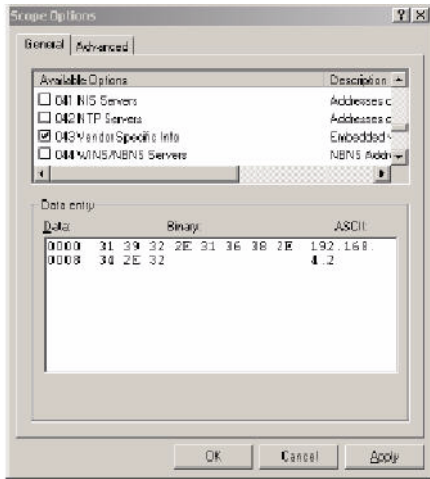 Scope Options
General Advanced
Available Options Description
041 NIS Servers Addresses o
042 NTP Servers Addresses o
043 Vendor Specific Info Embedded v
044 WINS/NBNS Servers NBNS Addre
Data entry
Data: Binary: ASCII:
0000 31 39 32 2E 31 36 38 2E 192.168.
0008 34 2E 32 4.2
OK Cancel Apply